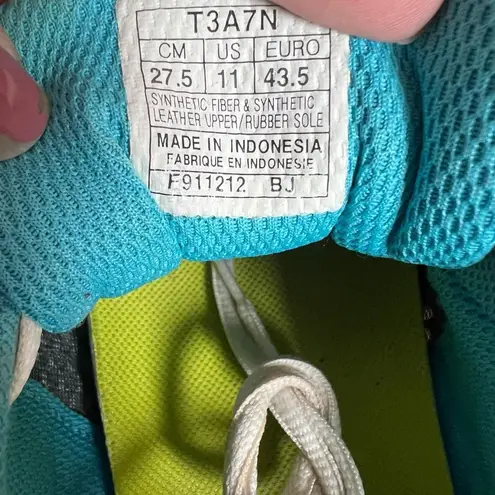 T3A7N
CM US EURO
27.5 11 43.5
SYNTHETIC FIBER & SYNTHETIC
LEATHER UPPER/RUBBER SOLE
MADE IN INDONESIA
FABRIQUE EN INDONESIE
F911212 BJ